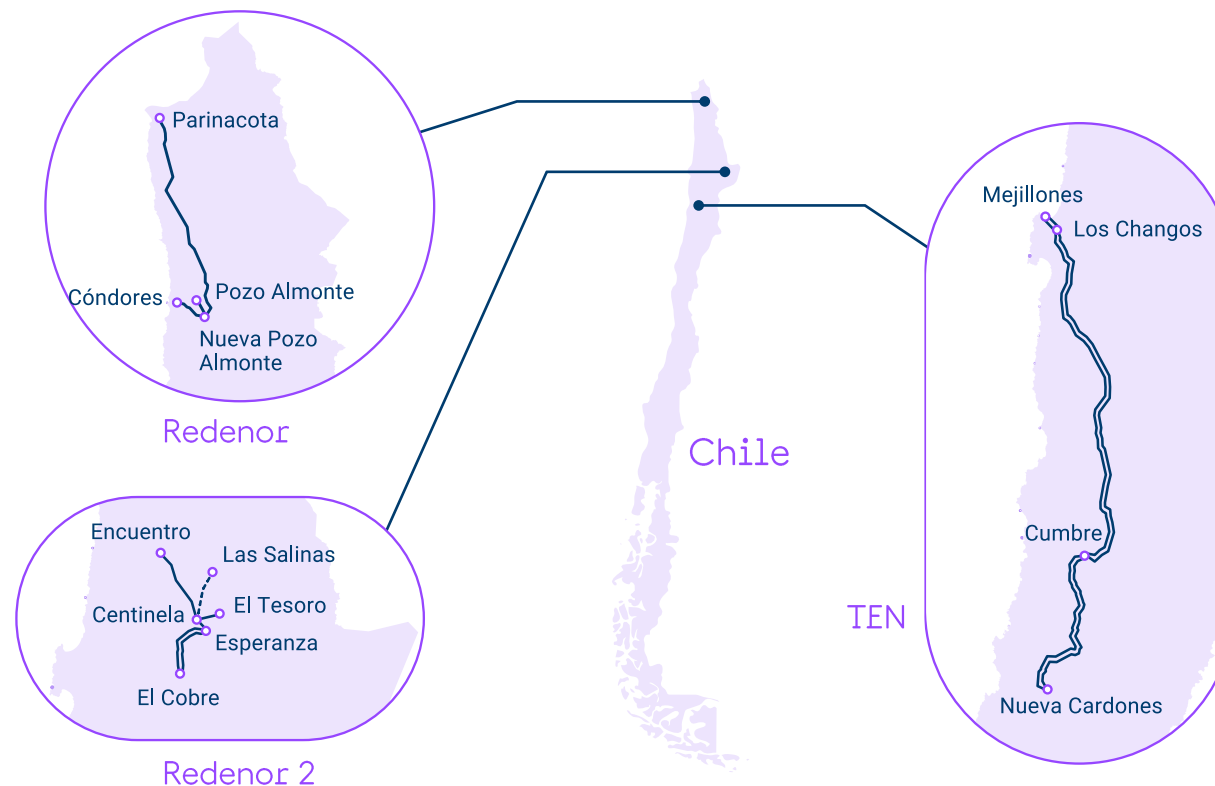 Parinacota
Cóndores
Pozo Almonte
Nueva Pozo
Almonte
Redenor
Encuentro
Las Salinas
Centinela
El Tesoro
Esperanza
El Cobre
Redenor 2
Chile
Mejillones
Los Changos
Cumbre
TEN
Nueva Cardones